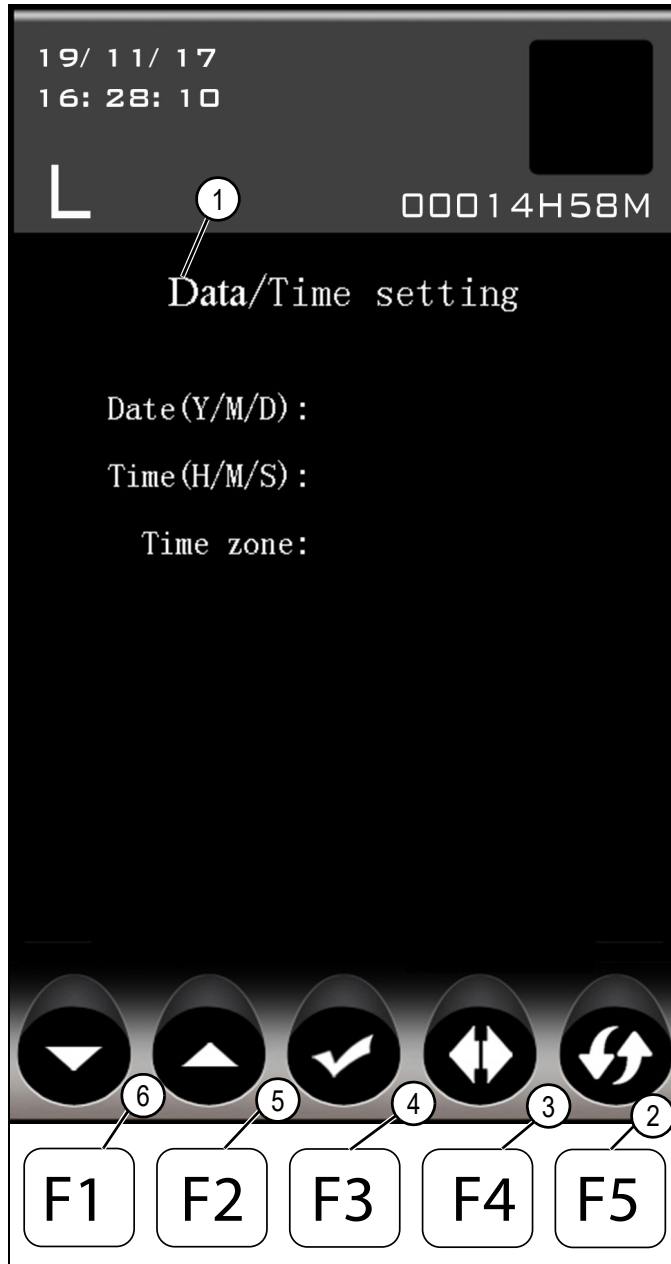 19/ 11/ 17
16: 28: 10
L
00014H58M
1
Data/Time setting
Date(Y/M/D):
Time(H/M/S):
Time zone:
6
5
4
3
2
F1
F2
F3
F4
F5